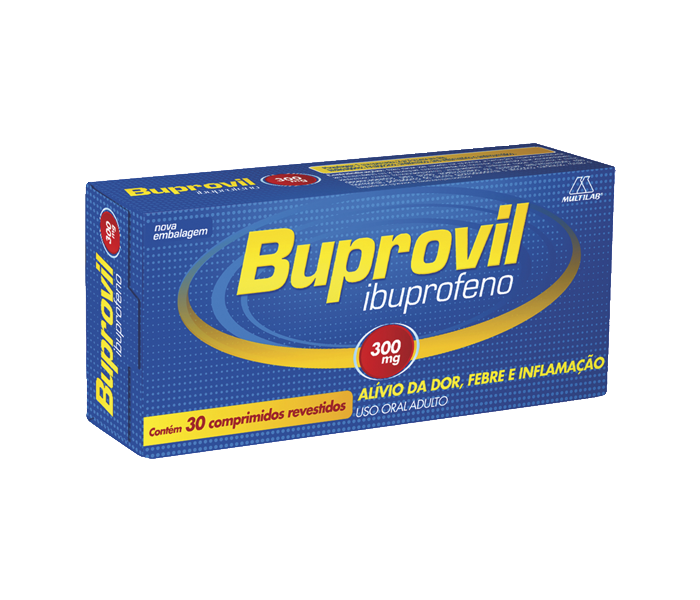 Buprovil
ibuprofeno
300
mg
MULTILAB
nova
embalagem
Buprovil
ibuprofeno
300
mg
ALÍVIO DA DOR, FEBRE E INFLAMAÇÃO
USO ORAL ADULTO
Contém 30 comprimidos revestidos
300
mg
Buprovil
ibuprofeno